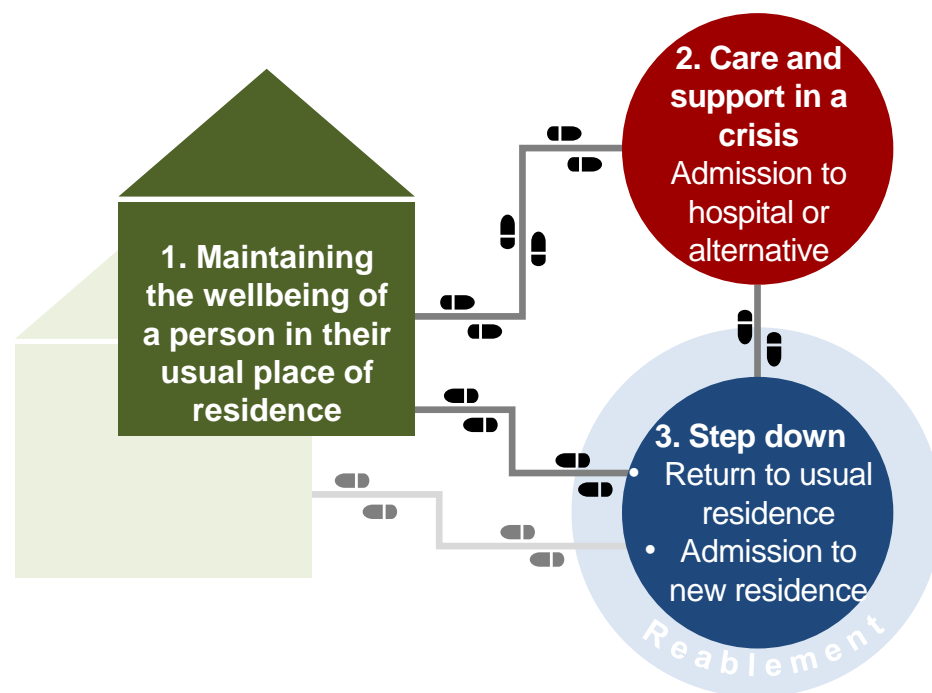 1. Maintaining
the wellbeing of
a person in their
usual place of
residence
2. Care and
support in a
crisis
Admission to
hospital or
alternative
3. Step down
• Return to usual
residence
• Admission to
new residence
Reablement